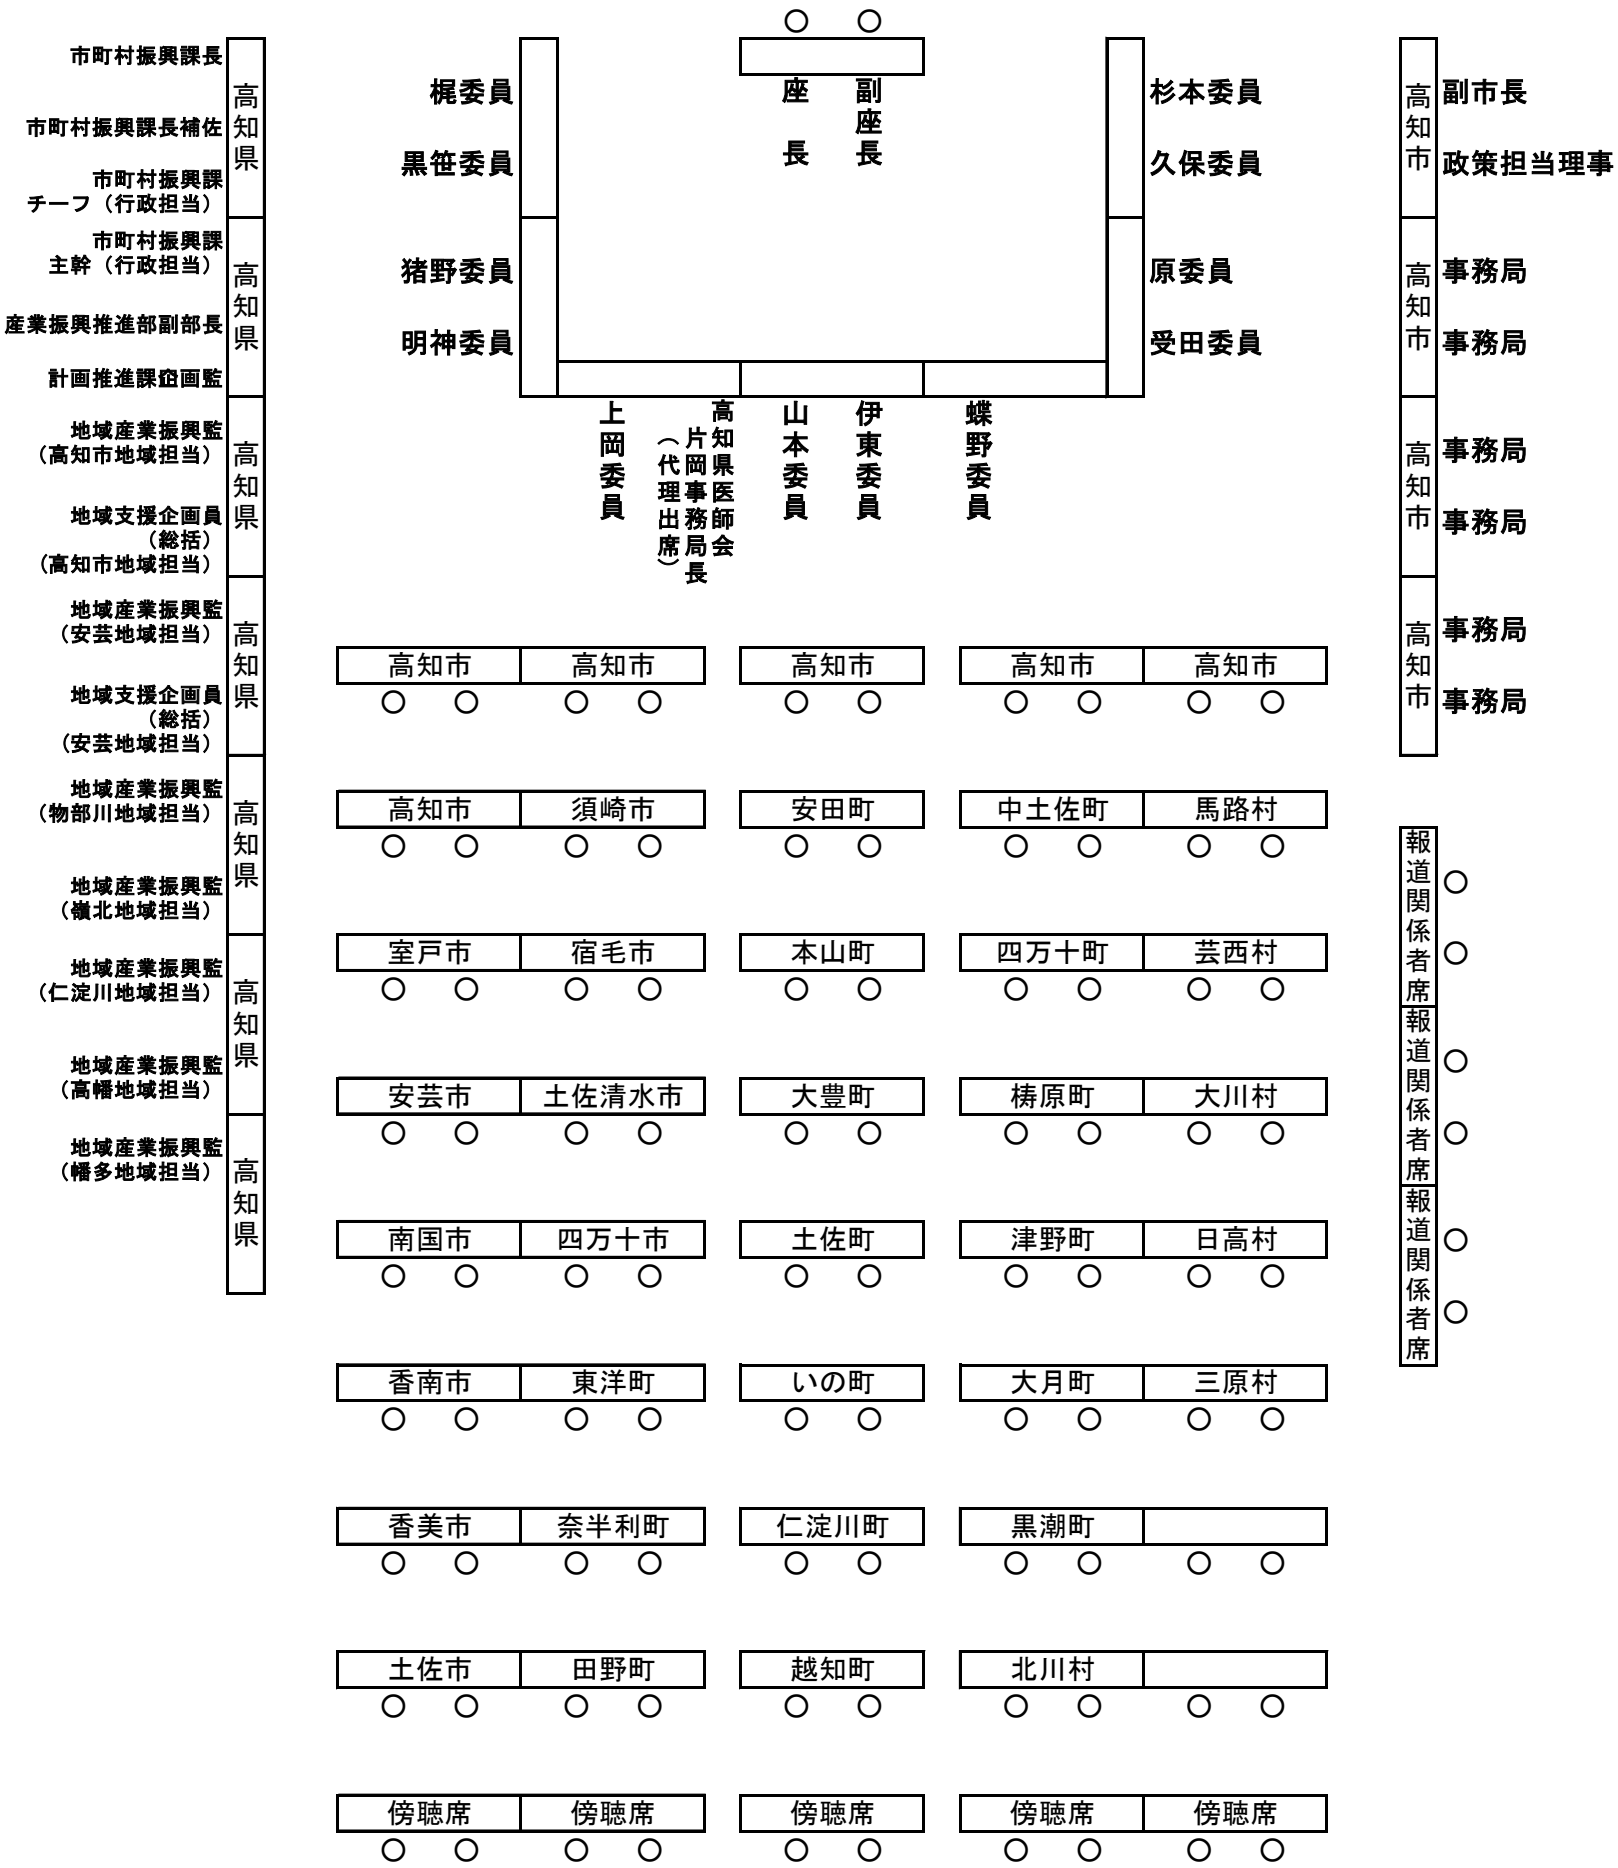 〇 〇
座長
副座長
市町村振興課長
市町村振興課長補佐
市町村振興課
チーフ（行政担当）
市町村振興課
主幹（行政担当）
産業振興推進部副部長
計画推進課企画監
地域産業振興監
（高知市地域担当）
地域支援企画員
（総括）
（高知市地域担当）
地域産業振興監
（安芸地域担当）
地域支援企画員
（総括）
（安芸地域担当）
地域産業振興監
（物部川地域担当）
地域産業振興監
（嶺北地域担当）
地域産業振興監
（仁淀川地域担当）
地域産業振興監
（高幡地域担当）
地域産業振興監
（幡多地域担当）
高知県
高知県
高知県
高知県
高知県
高知県
高知県
梶委員
黒笹委員
猪野委員
明神委員
上岡委員
高知県医師会
片岡事務局長
（代理出席）
山本委員
伊東委員
蝶野委員
杉本委員
久保委員
原委員
受田委員
高知市
高知市
高知市
高知市
副市長
政策担当理事
事務局
事務局
事務局
事務局
事務局
事務局
高知市 高知市 高知市 高知市 高知市
〇 〇 〇 〇 〇 〇 〇 〇 〇 〇
高知市 須崎市 安田町 中土佐町 馬路村
〇 〇 〇 〇 〇 〇 〇 〇 〇 〇
室戸市 宿毛市 本山町 四万十町 芸西村
〇 〇 〇 〇 〇 〇 〇 〇 〇 〇
安芸市 土佐清水市 大豊町 梼原町 大川村
〇 〇 〇 〇 〇 〇 〇 〇 〇 〇
南国市 四万十市 土佐町 津野町 日高村
〇 〇 〇 〇 〇 〇 〇 〇 〇 〇
香南市 東洋町 いの町 大月町 三原村
〇 〇 〇 〇 〇 〇 〇 〇 〇 〇
香美市 奈半利町 仁淀川町 黒潮町
〇 〇 〇 〇 〇 〇 〇 〇 〇 〇
土佐市 田野町 越知町 北川村
〇 〇 〇 〇 〇 〇 〇 〇 〇 〇
傍聴席 傍聴席 傍聴席 傍聴席 傍聴席
〇 〇 〇 〇 〇 〇 〇 〇 〇 〇
報道関係者席
〇
〇
報道関係者席
〇
〇
報道関係者席
〇
〇